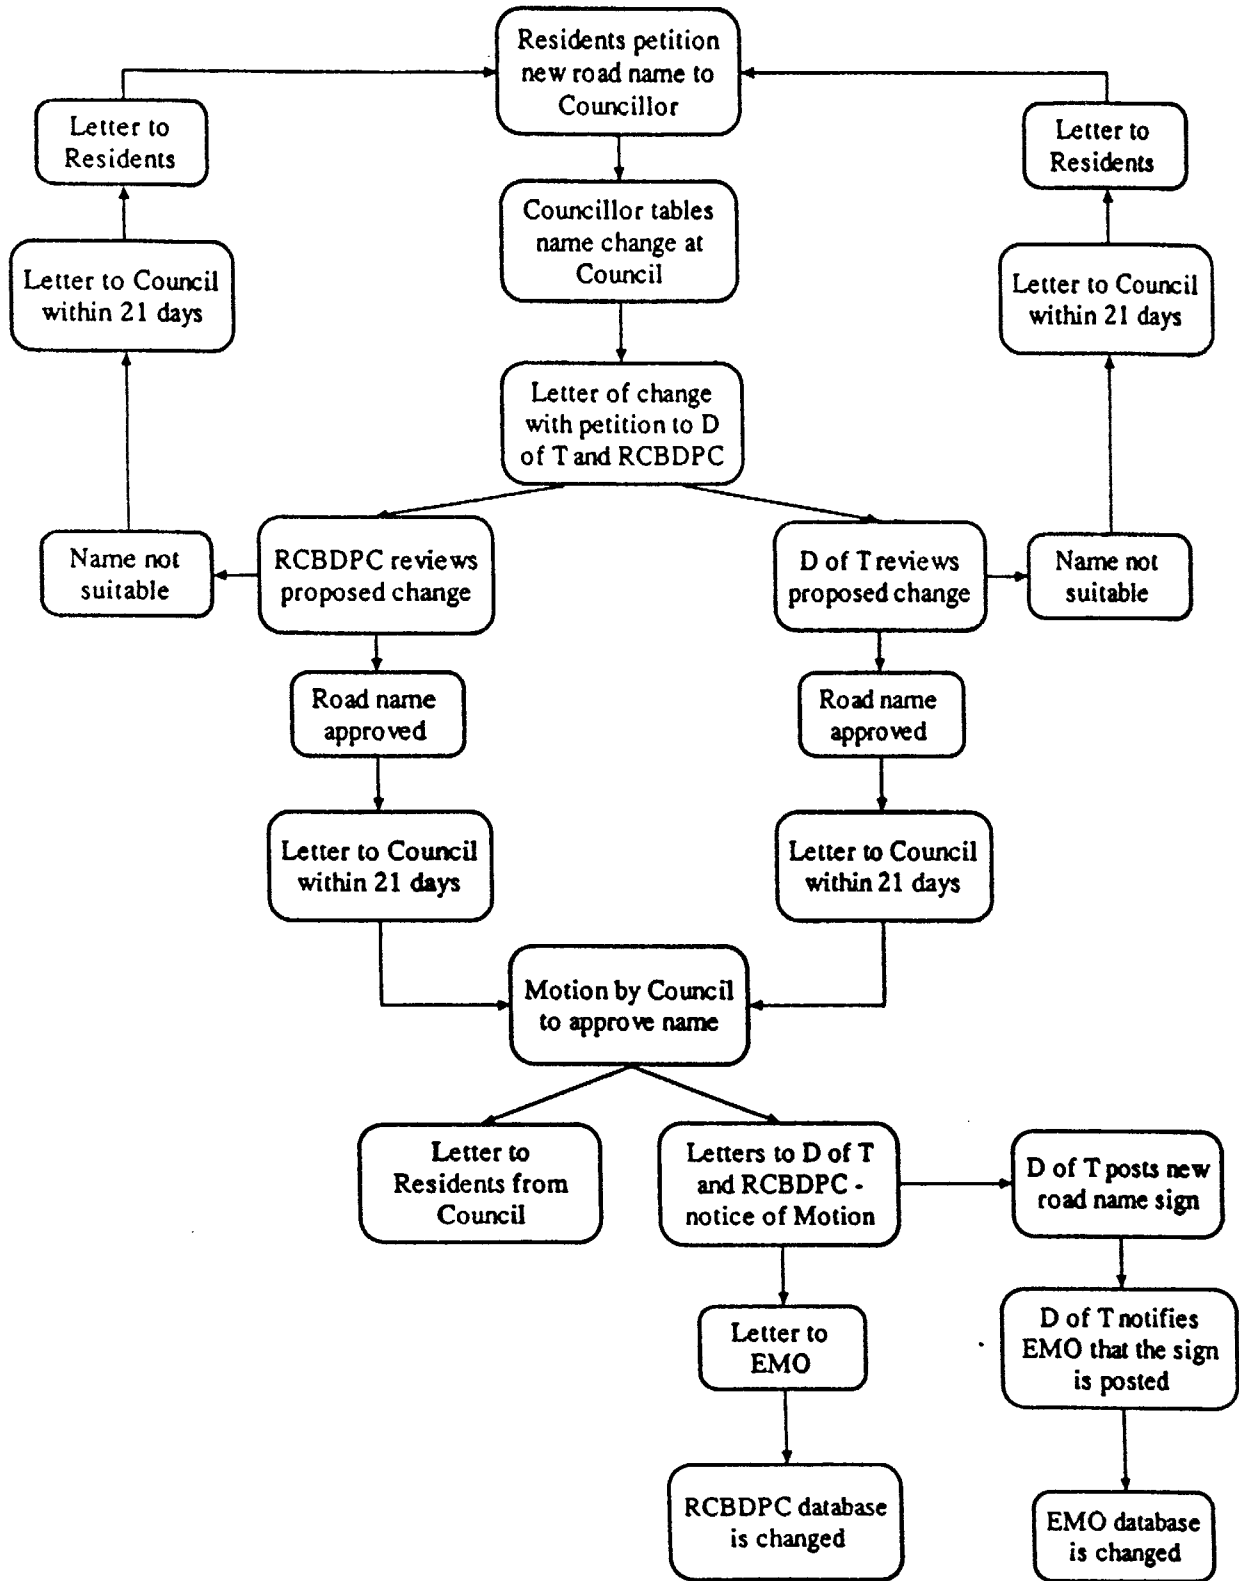 Residents petition
new road name to
Councillor
Letter to
Residents
Letter to
Residents
Councillor tables
name change at
Council
Letter to Council
within 21 days
Letter to Council
within 21 days
Letter of change
with petition to D
of T and RCBDPC
Name not
suitable
RCBDPC reviews
proposed change
D of T reviews
proposed change
Name not
suitable
Road name
approved
Road name
approved
Letter to Council
within 21 days
Letter to Council
within 21 days
Motion by Council
to approve name
Letter to
Residents from
Council
Letters to D of T
and RCBDPC -
notice of Motion
D of T posts new
road name sign
Letter to
EMO
D of T notifies
EMO that the sign
is posted
RCBDPC database
is changed
EMO database
is changed